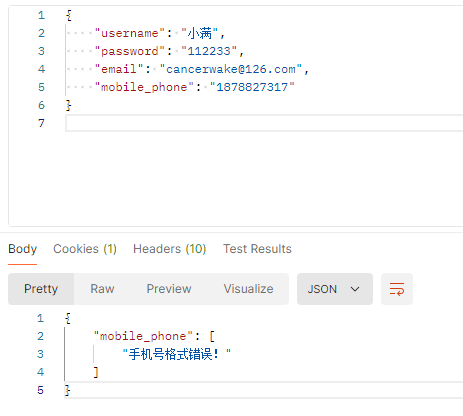 1 {
2 "username": "小满",
3 "password": "112233",
4 "email": "cancerwake@126.com",
5 "mobile_phone": "1878827317"
6 }
7
Body Cookies (1) Headers (10) Test Results
Pretty Raw Preview Visualize JSON
1 {
2 "mobile_phone": [
3 "手机号格式错误！"
4 ]
5 }